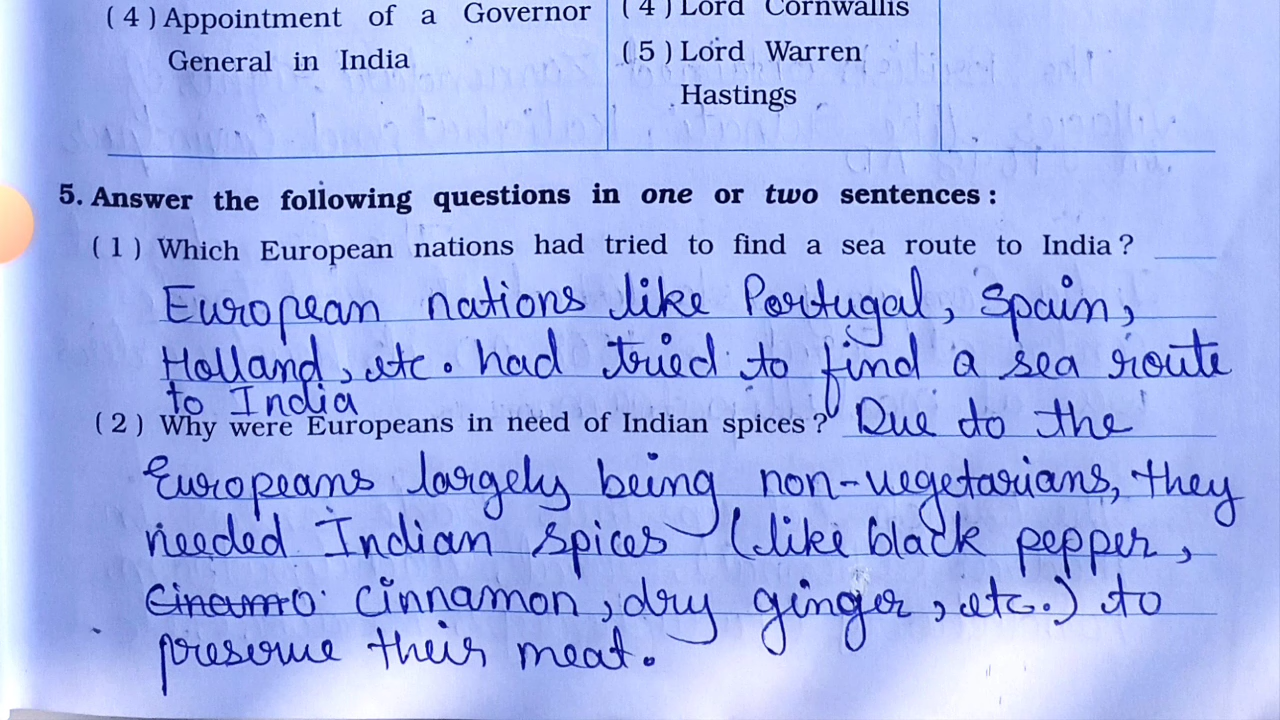 (4) Appointment of a Governor
General in India
(4) Lord Cornwallis
(5) Lord Warren
Hastings
5. Answer the following questions in one or two sentences :
(1) Which European nations had tried to find a sea route to India ?
European nations like Portugal, Spain,
Holland, etc. had tried to find a sea route
to India
(2) Why were Europeans in need of Indian spices ? Due to the
Europeans largely being non-vegetarians, they
needed Indian spices (like black pepper,
cinnamon, dry ginger, etc.) to
preserve their meat.